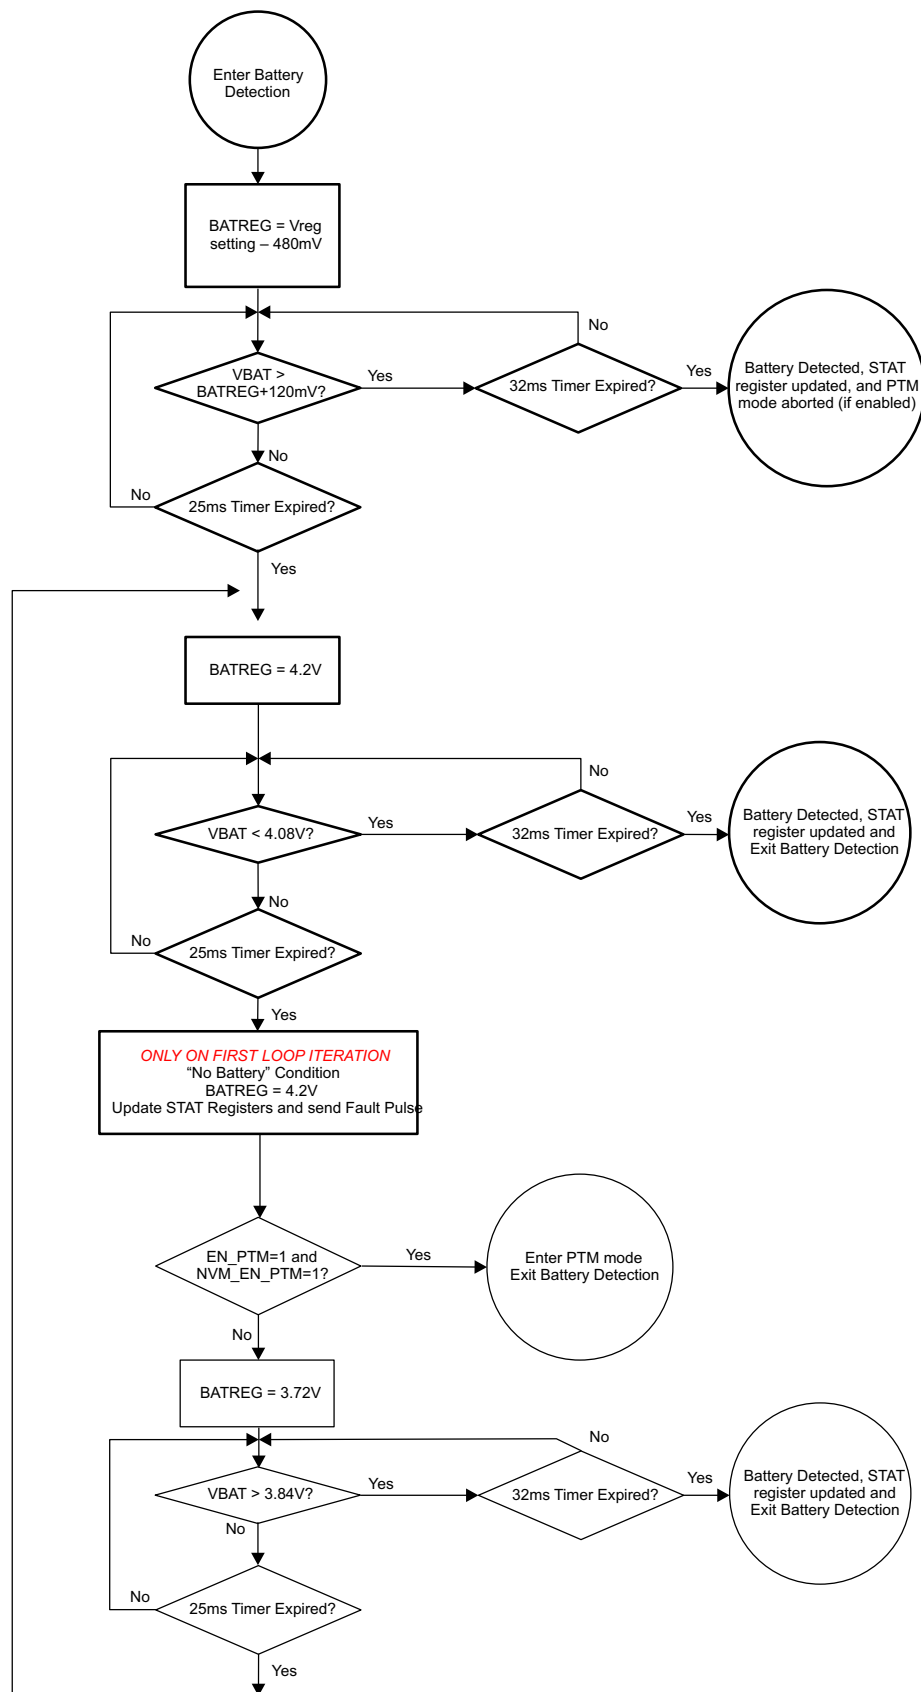 Enter Battery
Detection
BATREG = Vreg
setting – 480mV
No
VBAT >
BATREG+120mV?
Yes
32ms Timer Expired?
Yes
Battery Detected, STAT
register updated, and PTM
mode aborted (if enabled)
No
No
25ms Timer Expired?
Yes
BATREG = 4.2V
No
VBAT < 4.08V?
Yes
32ms Timer Expired?
Yes
Battery Detected, STAT
register updated and
Exit Battery Detection
No
No
25ms Timer Expired?
Yes
ONLY ON FIRST LOOP ITERATION
“No Battery” Condition
BATREG = 4.2V
Update STAT Registers and send Fault Pulse
EN_PTM=1 and
NVM_EN_PTM=1?
Yes
Enter PTM mode
Exit Battery Detection
No
BATREG = 3.72V
No
VBAT > 3.84V?
Yes
32ms Timer Expired?
Yes
Battery Detected, STAT
register updated and
Exit Battery Detection
No
No
25ms Timer Expired?
Yes